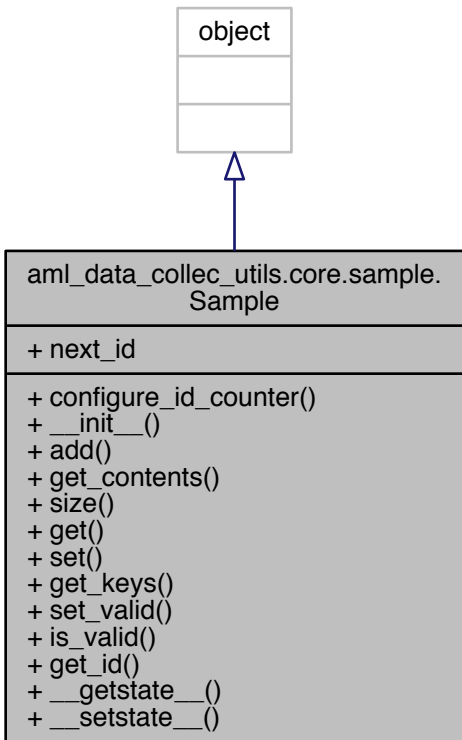 object
aml_data_collec_utils.core.sample.
Sample
+ next_id
+ configure_id_counter()
+ __init__()
+ add()
+ get_contents()
+ size()
+ get()
+ set()
+ get_keys()
+ set_valid()
+ is_valid()
+ get_id()
+ __getstate__()
+ __setstate__()